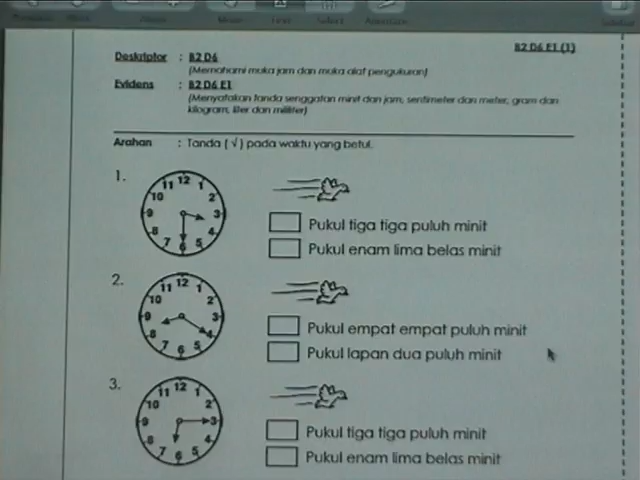 B2 D6 E1 (1)
Deskriptor : B2 D6
(Memahami muka jam dan muka alat pengukuran)
Evidens : B2 D6 E1
(Menyatakan tanda senggatan minit dan jam, sentimeter dan meter, gram dan
kilogram, liter dan mililiter)
Arahan : Tanda ( √ ) pada waktu yang betul.
1.
12 1 2 3 4 5 6 7 8 9 10 11
Pukul tiga tiga puluh minit
Pukul enam lima belas minit
2.
12 1 2 3 4 5 6 7 8 9 10 11
Pukul empat empat puluh minit
Pukul lapan dua puluh minit
3.
12 1 2 3 4 5 6 7 8 9 10 11
Pukul tiga tiga puluh minit
Pukul enam lima belas minit